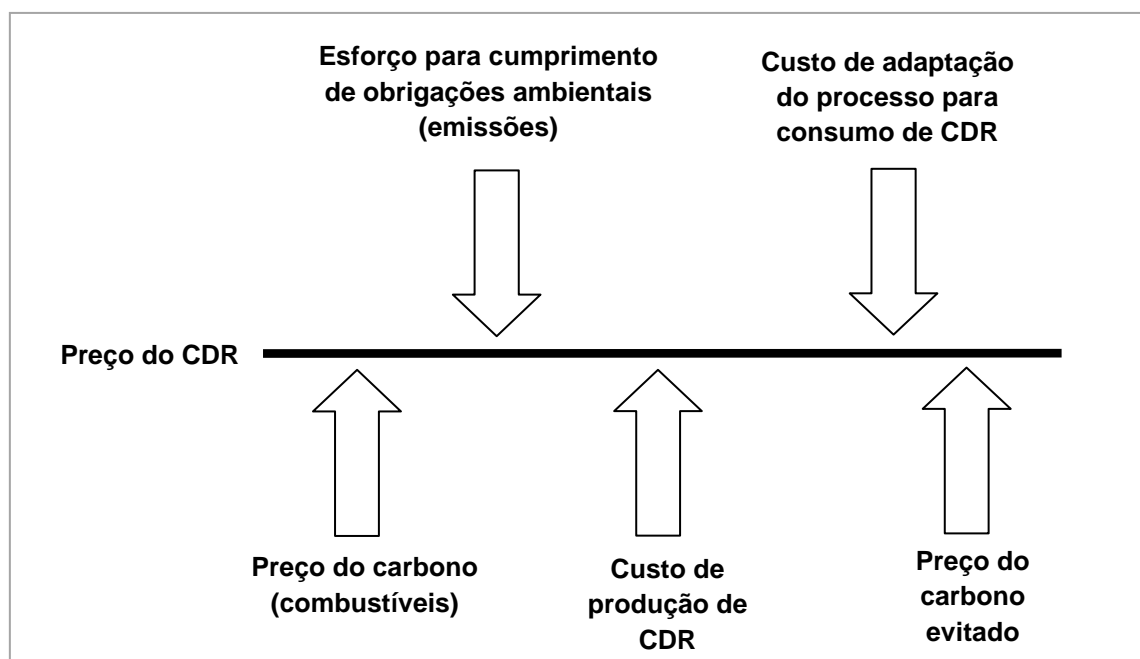 Esforço para cumprimento
de obrigações ambientais
(emissões)
Custo de adaptação
do processo para
consumo de CDR
Preço do CDR
Preço do carbono
(combustíveis)
Custo de
produção de
CDR
Preço do
carbono
evitado